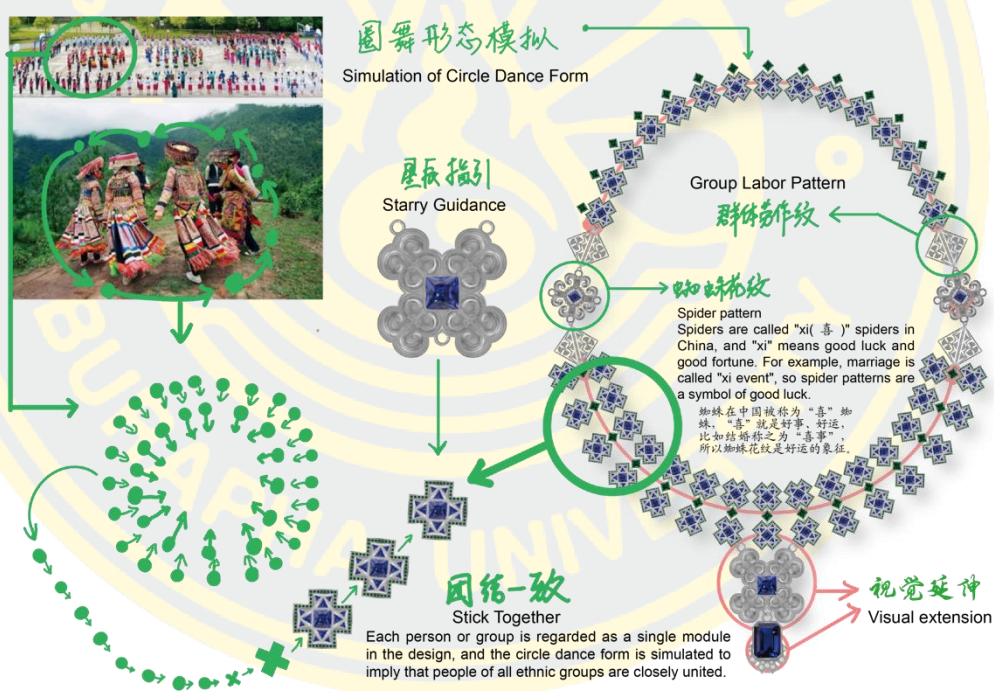 圈舞形态模拟
Simulation of Circle Dance Form
星辰指引
Starry Guidance
Group Labor Pattern
群体劳作纹
蜘蛛花纹
Spider pattern
Spiders are called "xi( 喜 )" spiders in
China, and "xi" means good luck and
good fortune. For example, marriage is
called "xi event", so spider patterns are
a symbol of good luck.
蜘蛛在中国被称为“喜”蜘
蛛，“喜”就是好事、好运，
比如结婚称之为“喜事”，
所以蜘蛛花纹是好运的象征。
团结一致
Stick Together
Each person or group is regarded as a single module
in the design, and the circle dance form is simulated to
imply that people of all ethnic groups are closely united.
视觉延伸
Visual extension